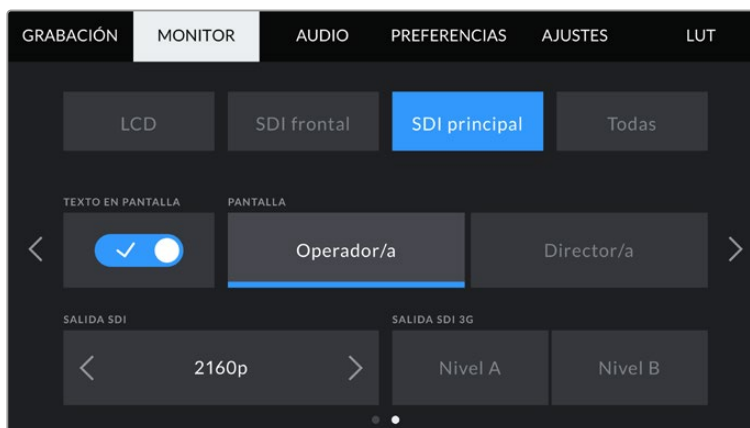 GRABACIÓN MONITOR AUDIO PREFERENCIAS AJUSTES LUT
LCD SDI frontal SDI principal Todas
TEXTO EN PANTALLA PANTALLA
Operador/a Director/a
SALIDA SDI SALIDA SDI 3G
2160p Nivel A Nivel B